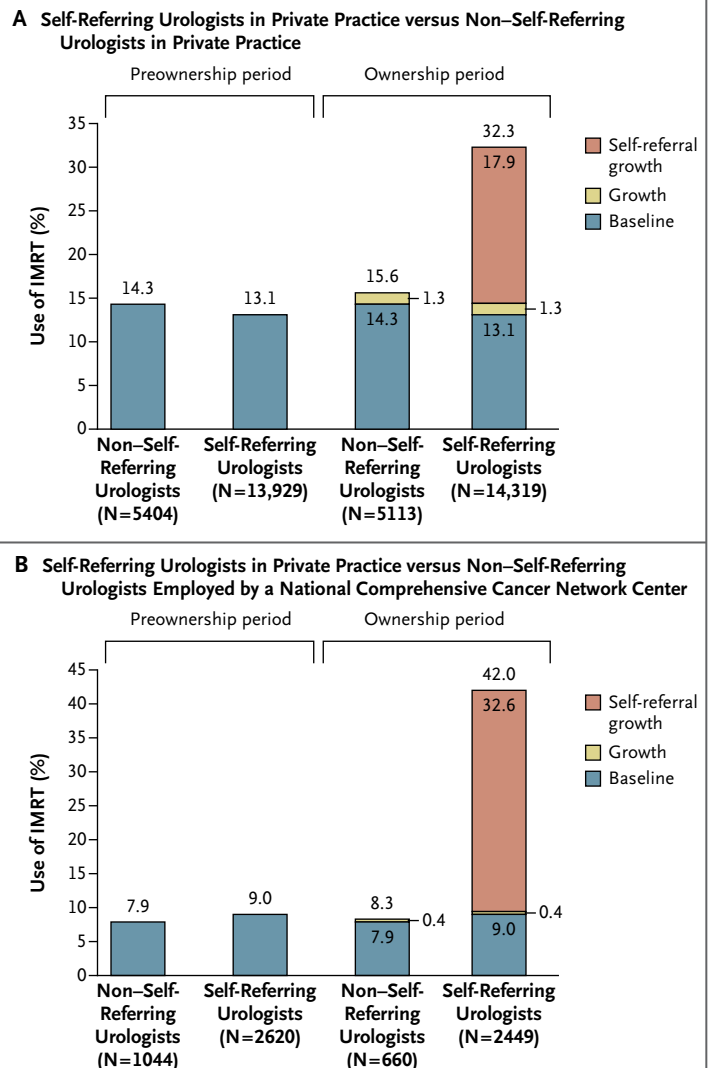 A Self-Referring Urologists in Private Practice versus Non–Self-Referring
Urologists in Private Practice
Preownership period
Ownership period
Use of IMRT (%)
35
30
25
20
15
10
5
0
14.3
13.1
15.6
1.3
14.3
32.3
17.9
1.3
13.1
Self-referral
growth
Growth
Baseline
Non–Self-
Referring
Urologists
(N=5404)
Self-Referring
Urologists
(N=13,929)
Non–Self-
Referring
Urologists
(N=5113)
Self-Referring
Urologists
(N=14,319)
B Self-Referring Urologists in Private Practice versus Non–Self-Referring
Urologists Employed by a National Comprehensive Cancer Network Center
Preownership period
Ownership period
Use of IMRT (%)
45
40
35
30
25
20
15
10
5
0
7.9
9.0
8.3
0.4
7.9
42.0
32.6
0.4
9.0
Self-referral
growth
Growth
Baseline
Non–Self-
Referring
Urologists
(N=1044)
Self-Referring
Urologists
(N=2620)
Non–Self-
Referring
Urologists
(N=660)
Self-Referring
Urologists
(N=2449)